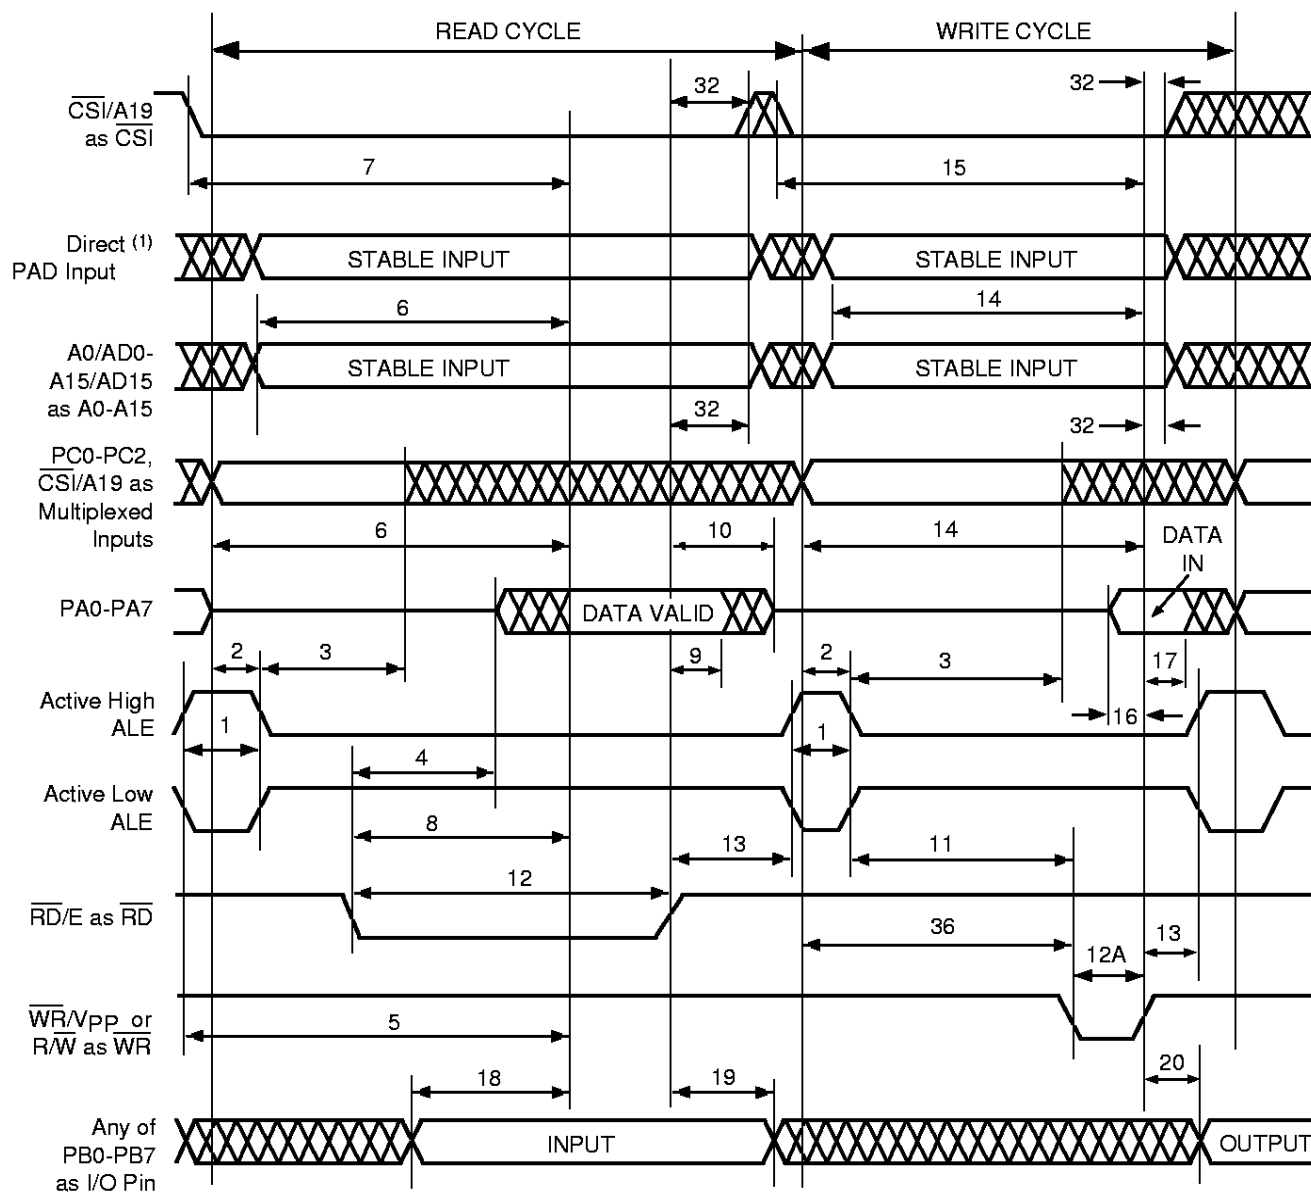 READ CYCLE
WRITE CYCLE
32
32
CSI/A19
as CSI
7
15
Direct (1)
PAD Input
STABLE INPUT
STABLE INPUT
6
14
A0/AD0-
A15/AD15
as A0-A15
STABLE INPUT
STABLE INPUT
32
32
PC0-PC2,
CSI/A19 as
Multiplexed
Inputs
6
10
14
DATA
IN
PA0-PA7
DATA VALID
2
3
9
2
3
17
Active High
ALE
1
1
16
4
Active Low
ALE
8
13
11
12
RD/E as RD
36
13
12A
WR/VPP or
R/W as WR
5
18
19
20
Any of
PB0-PB7
as I/O Pin
INPUT
OUTPUT